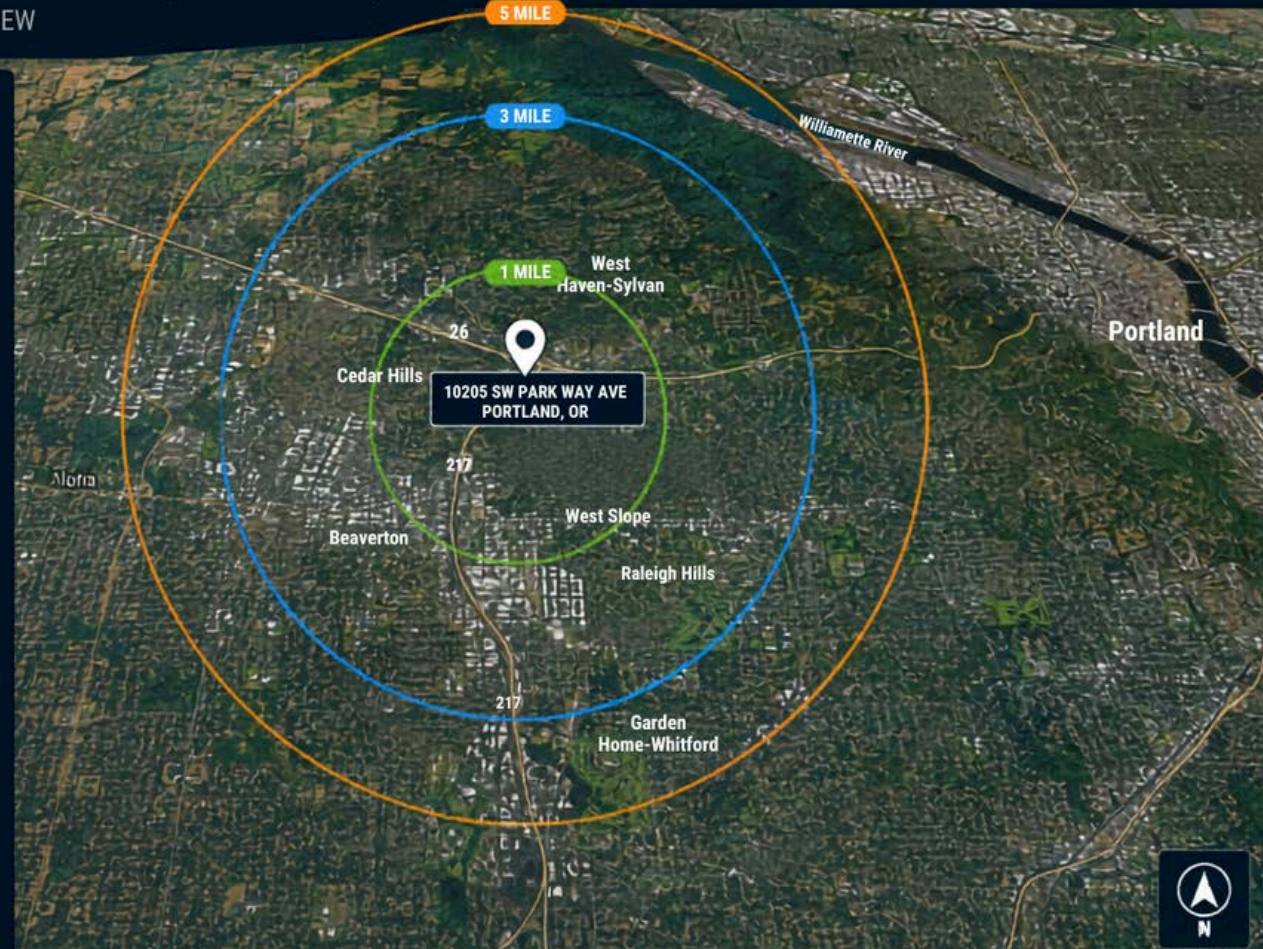 EW
5 MILE
3 MILE
Williamette River
1 MILE
West
Haven-Sylvan
26
Portland
Cedar Hills
10205 SW PARK WAY AVE
PORTLAND, OR
217
West Slope
Beaverton
Raleigh Hills
217
Garden
Home-Whitford
N